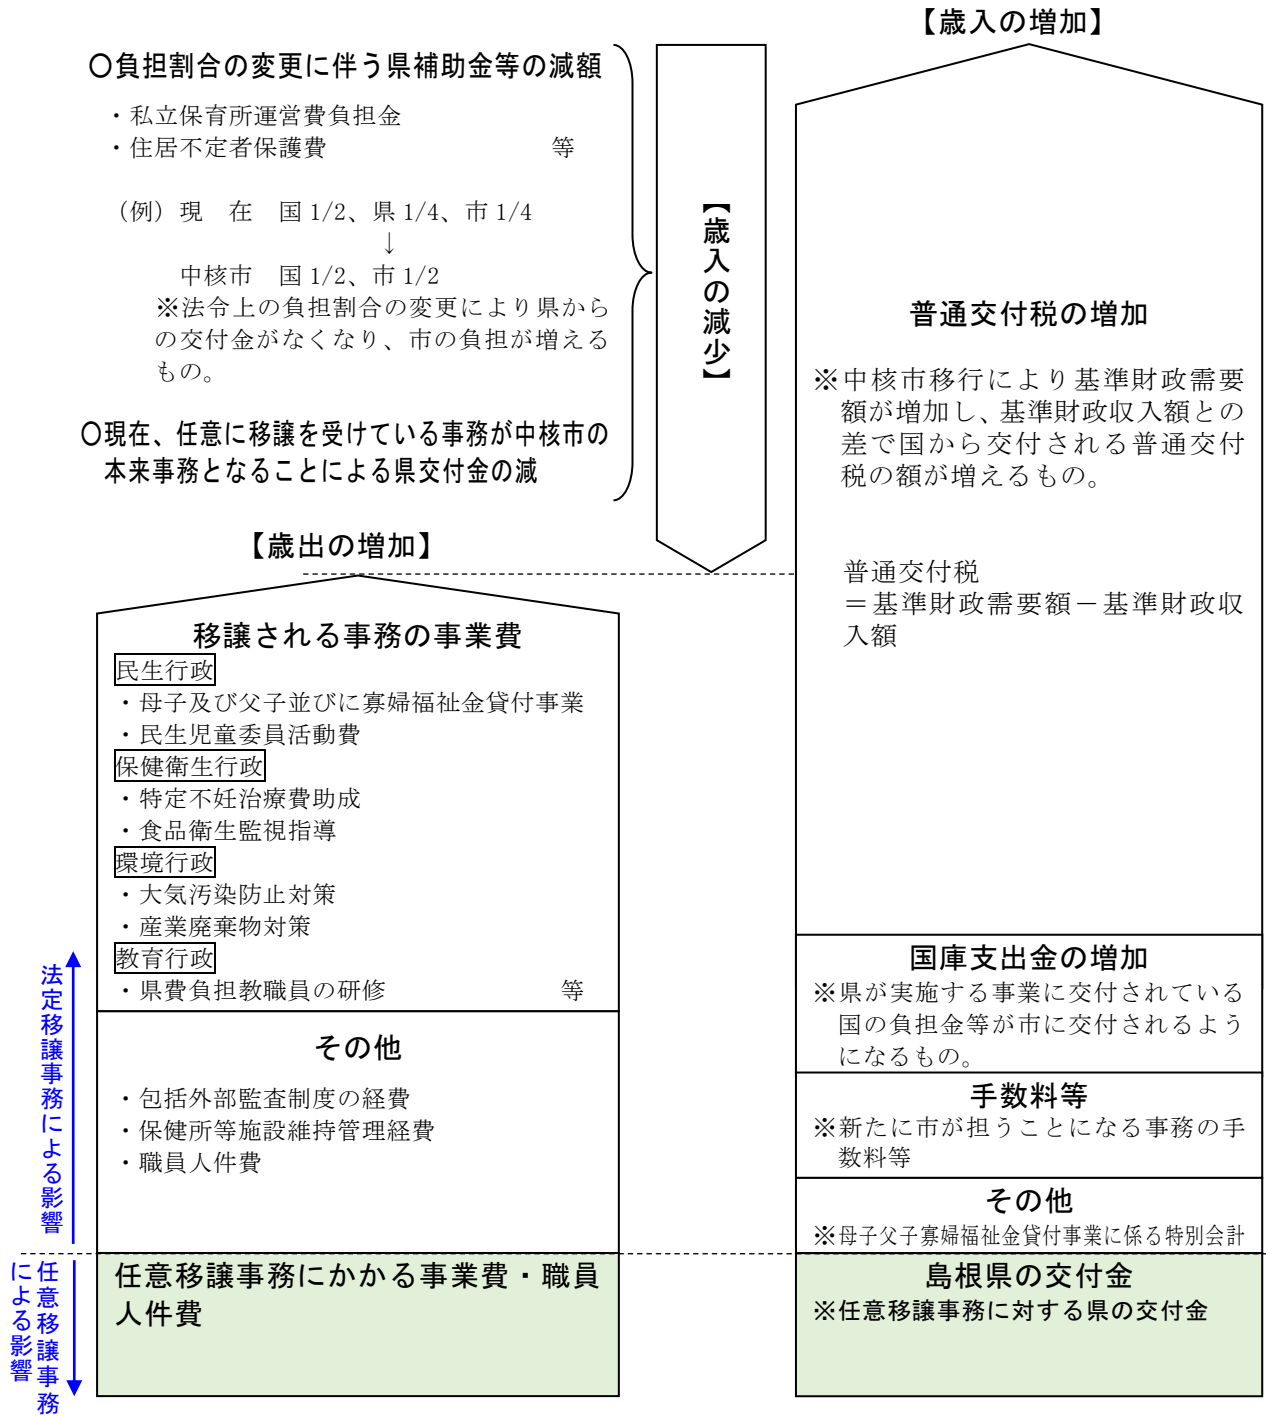 【歳入の増加】
〇負担割合の変更に伴う県補助金等の減額
・私立保育所運営費負担金
・住居不定者保護費　　　　　　　　　等
（例）現　在　国 1/2、県 1/4、市 1/4
↓
中核市　国 1/2、市 1/2
※法令上の負担割合の変更により県から
の交付金がなくなり、市の負担が増える
もの。
〇現在、任意に移譲を受けている事務が中核市の
本来事務となることによる県交付金の減
【歳入の減少】
普通交付税の増加
※中核市移行により基準財政需要
額が増加し、基準財政収入額との
差で国から交付される普通交付
税の額が増えるもの。
普通交付税
＝基準財政需要額－基準財政収
入額
【歳出の増加】
移譲される事務の事業費
民生行政
・母子及び父子並びに寡婦福祉金貸付事業
・民生児童委員活動費
保健衛生行政
・特定不妊治療費助成
・食品衛生監視指導
環境行政
・大気汚染防止対策
・産業廃棄物対策
教育行政
・県費負担教職員の研修　　　　　　　等
その他
・包括外部監査制度の経費
・保健所等施設維持管理経費
・職員人件費
任意移譲事務にかかる事業費・職員
人件費
国庫支出金の増加
※県が実施する事業に交付されている
国の負担金等が市に交付されるよう
になるもの。
手数料等
※新たに市が担うことになる事務の手
数料等
その他
※母子父子寡婦福祉金貸付事業に係る特別会計
島根県の交付金
※任意移譲事務に対する県の交付金
法定移譲事務による影響
任意移譲事務
による影響